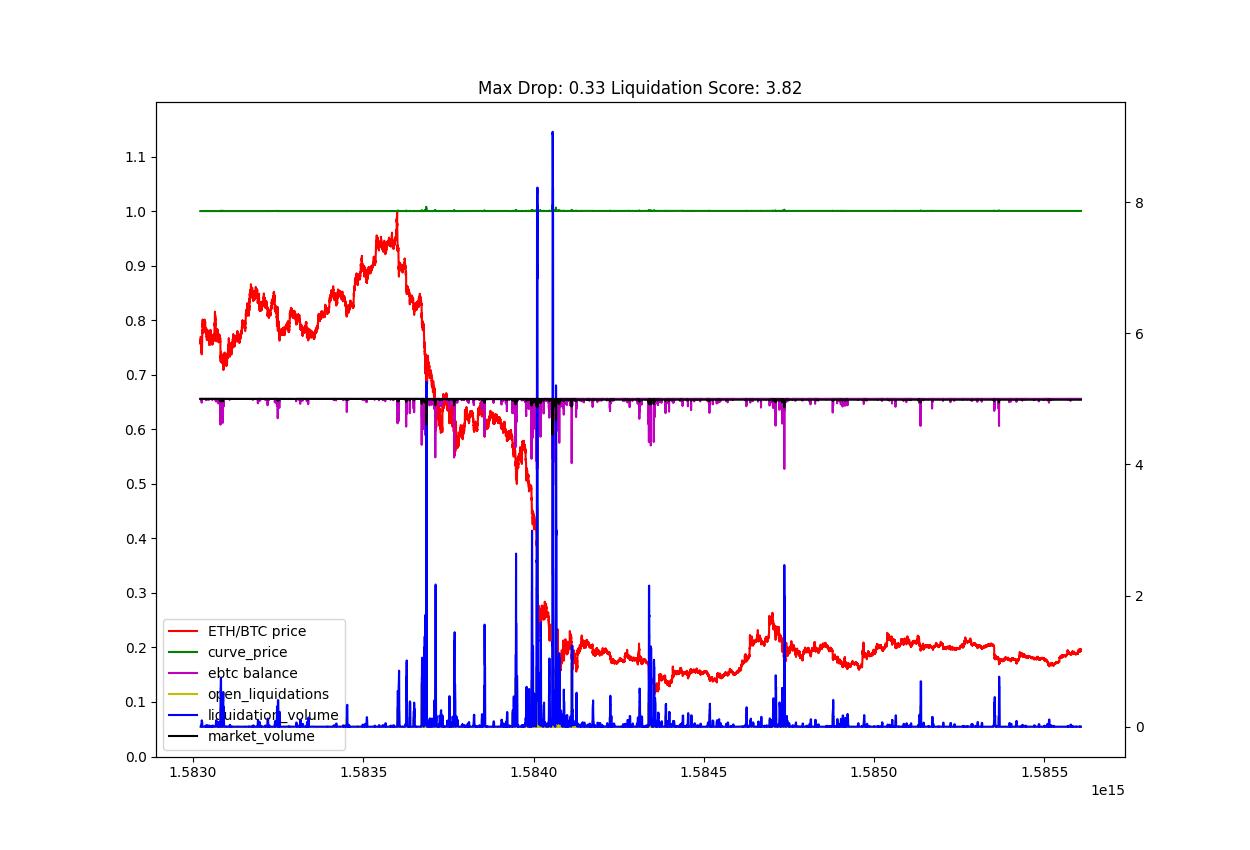 Max Drop: 0.33 Liquidation Score: 3.82
1.1
1.0
0.9
0.8
0.7
0.6
0.5
0.4
0.3
0.2
0.1
0.0
8
6
4
2
0
ETH/BTC price
curve_price
ebtc balance
open_liquidations
liquidation_volume
market_volume
1.5830 1.5835 1.5840 1.5845 1.5850 1.5855
1e15